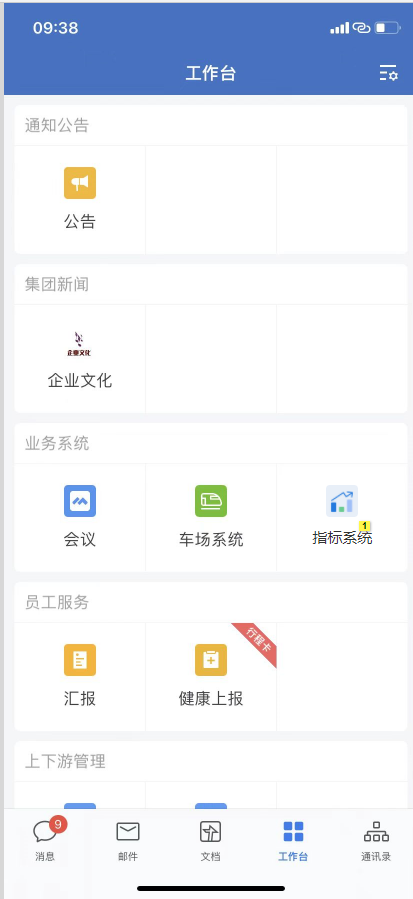 09:38
工作台
通知公告
公告
集团新闻
企业文化
企业文化
业务系统
会议
车场系统
指标系统
1
员工服务
行程卡
汇报
健康上报
上下游管理
9
消息
邮件
文档
工作台
通讯录